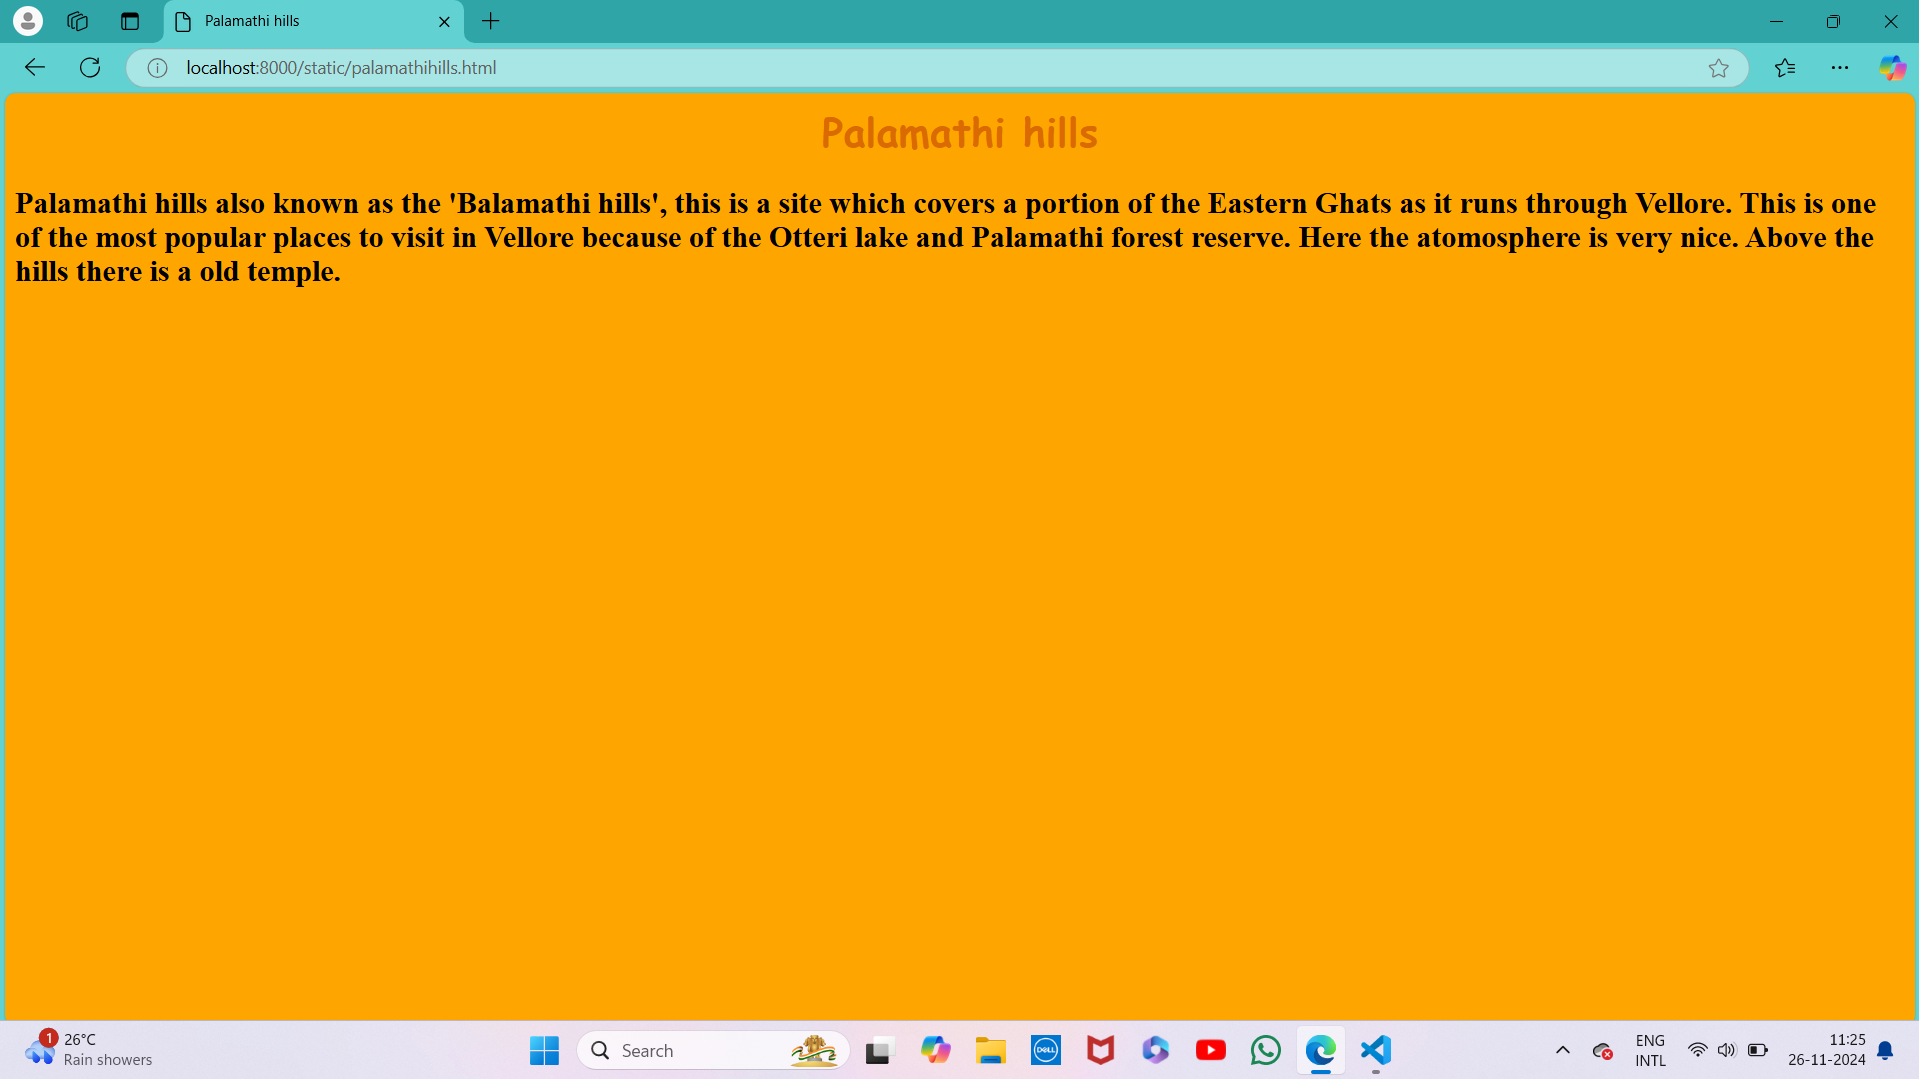 Palamathi hills
localhost:8000/static/palamathihills.html
Palamathi hills
Palamathi hills also known as the 'Balamathi hills', this is a site which covers a portion of the Eastern Ghats as it runs through Vellore. This is one
of the most popular places to visit in Vellore because of the Otteri lake and Palamathi forest reserve. Here the atomosphere is very nice. Above the
hills there is a old temple.
1
26°C
Rain showers
Search
DELL
ENG
INTL
11:25
26-11-2024